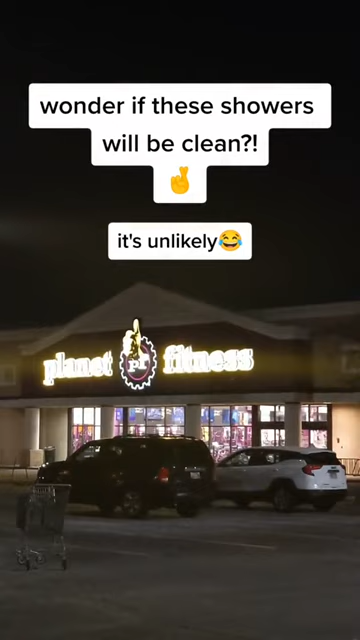 wonder if these showers
will be clean?!
🤞
it's unlikely😂
planet fitness
PF